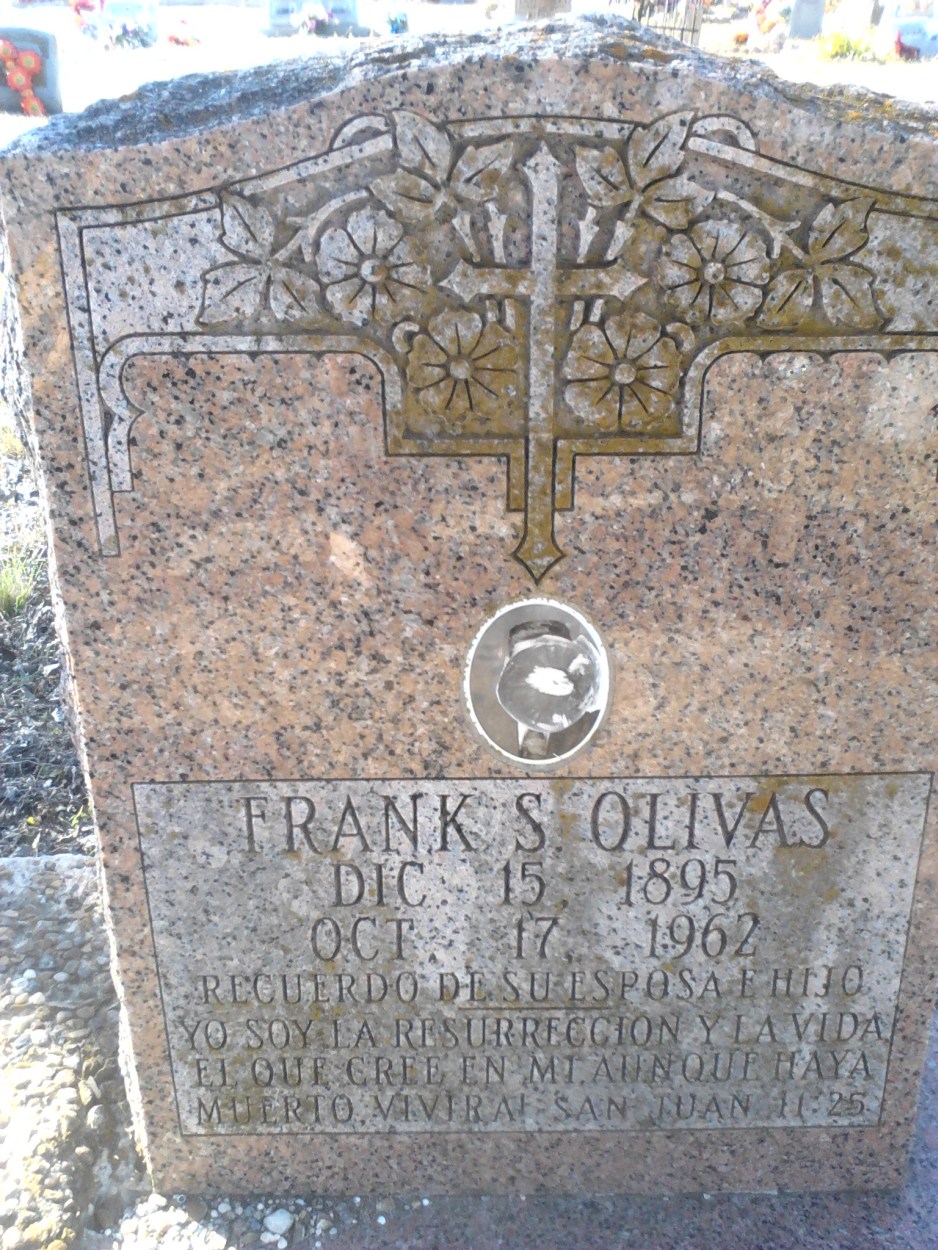 FRANK S. OLIVAS
DIC 15, 1895
OCT 17, 1962
RECUERDO DE SU ESPOSA E HIJO
YO SOY LA RESURRECCION Y LA VIDA
EL QUE CREE EN MI AUNQUE HAYA
MUERTO VIVIRA! SAN JUAN 11:25